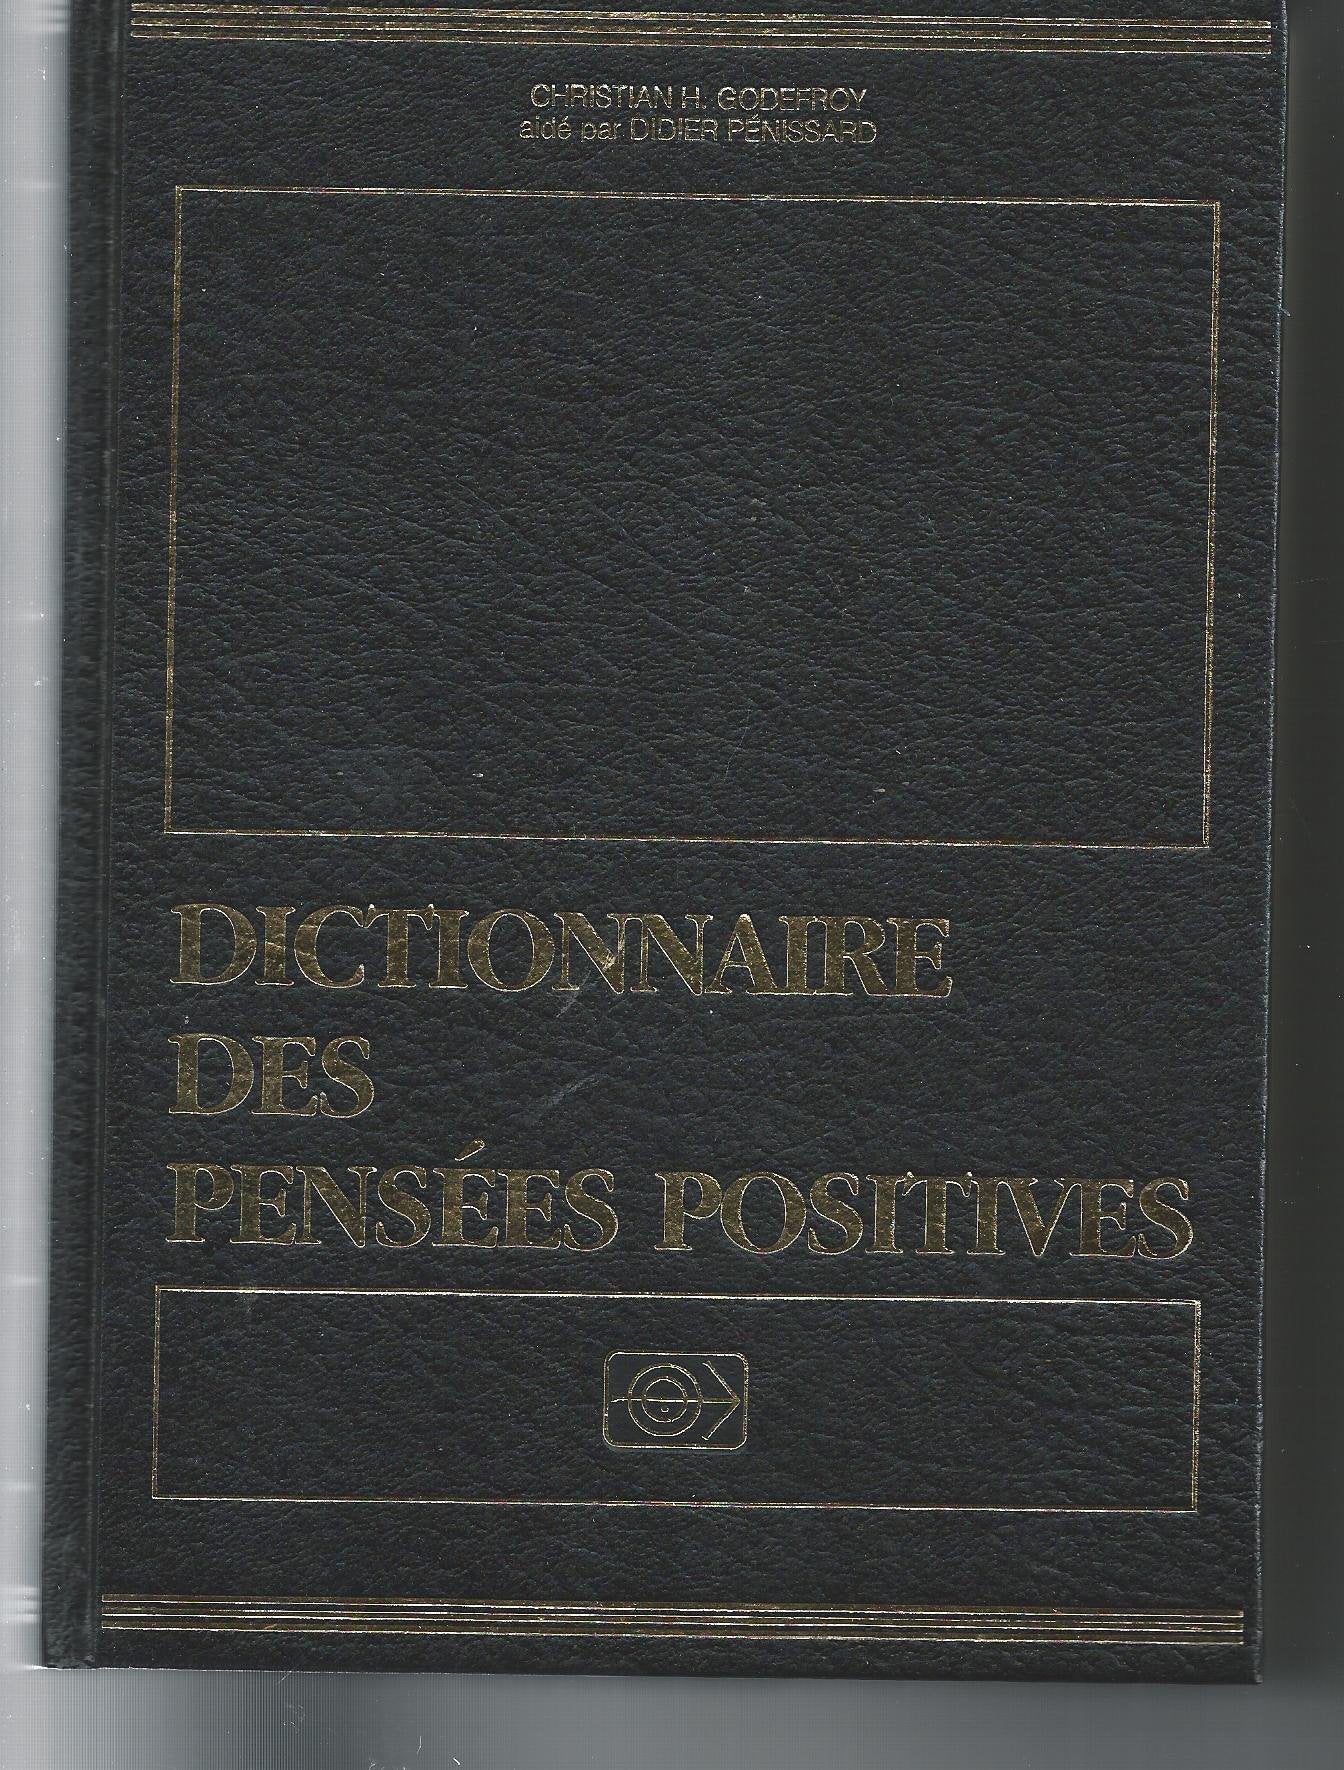 CHRISTIAN H. GODEFROY
aidé par DIDIER PÉNISSARD
DICTIONNAIRE
DES
PENSÉES POSITIVES